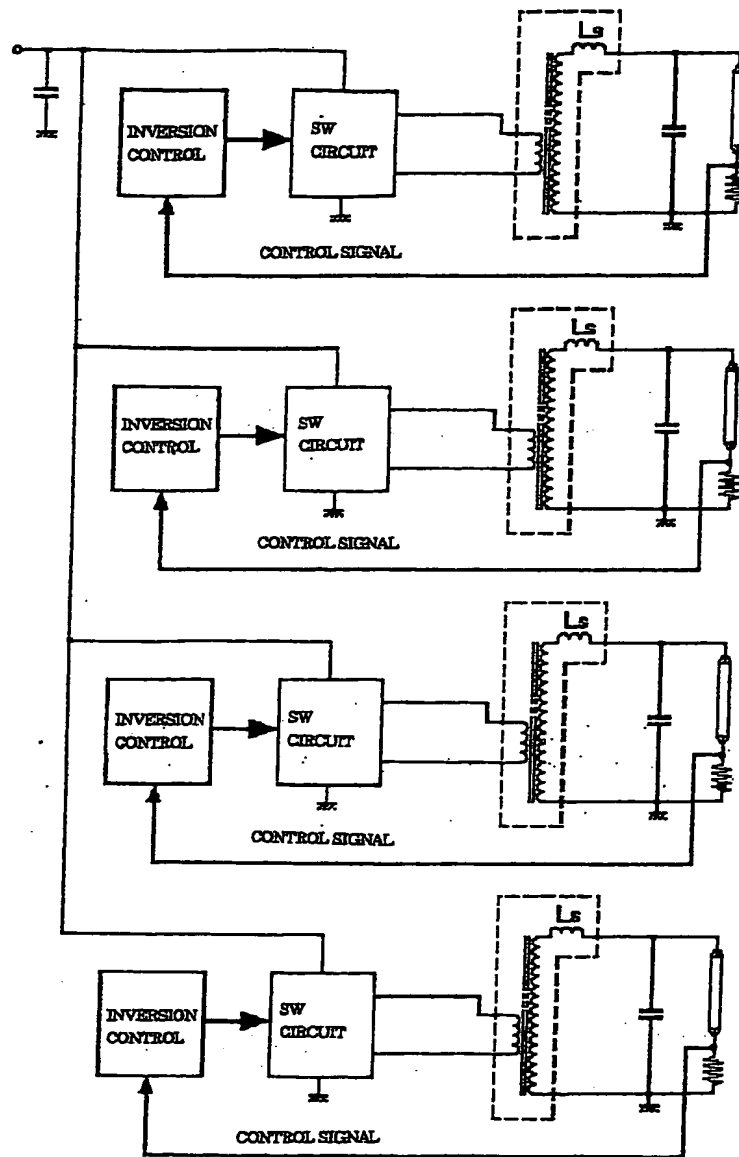 Ls
INVERSION
CONTROL
SW
CIRCUIT
CONTROL SIGNAL
Ls
INVERSION
CONTROL
SW
CIRCUIT
CONTROL SIGNAL
Ls
INVERSION
CONTROL
SW
CIRCUIT
CONTROL SIGNAL
Ls
INVERSION
CONTROL
SW
CIRCUIT
CONTROL SIGNAL